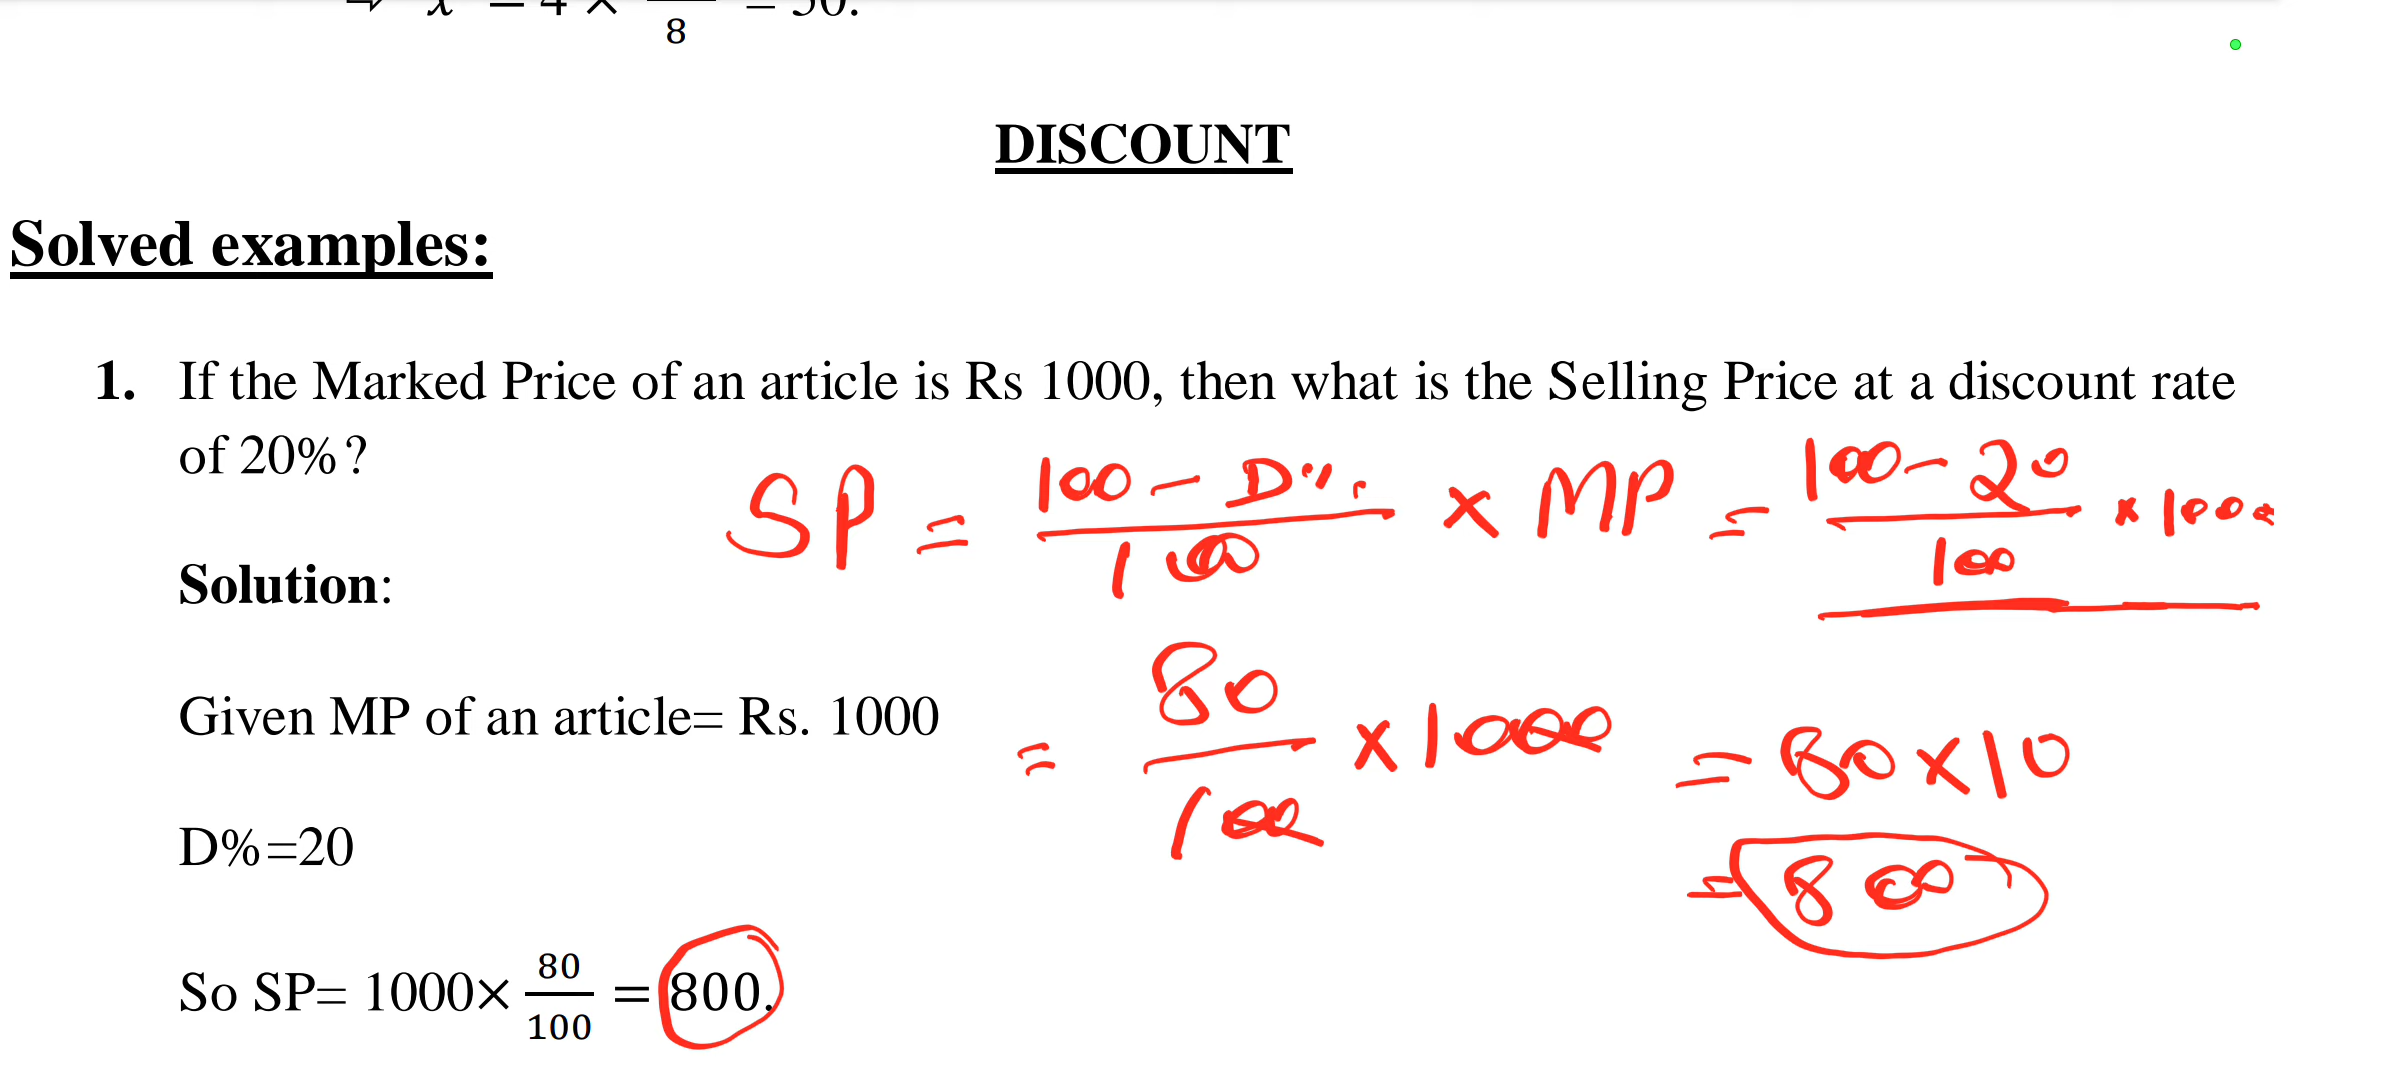 8
DISCOUNT
Solved examples:
1. If the Marked Price of an article is Rs 1000, then what is the Selling Price at a discount rate
of 20%?
SP = 100 - D% / 100 × MP = 100 - 20 / 100 × 1000
Solution:
Given MP of an article= Rs. 1000
= 80 / 100 × 1000 = 80 × 10
D%=20
= 800
So SP= 1000× 80 / 100 = 800.